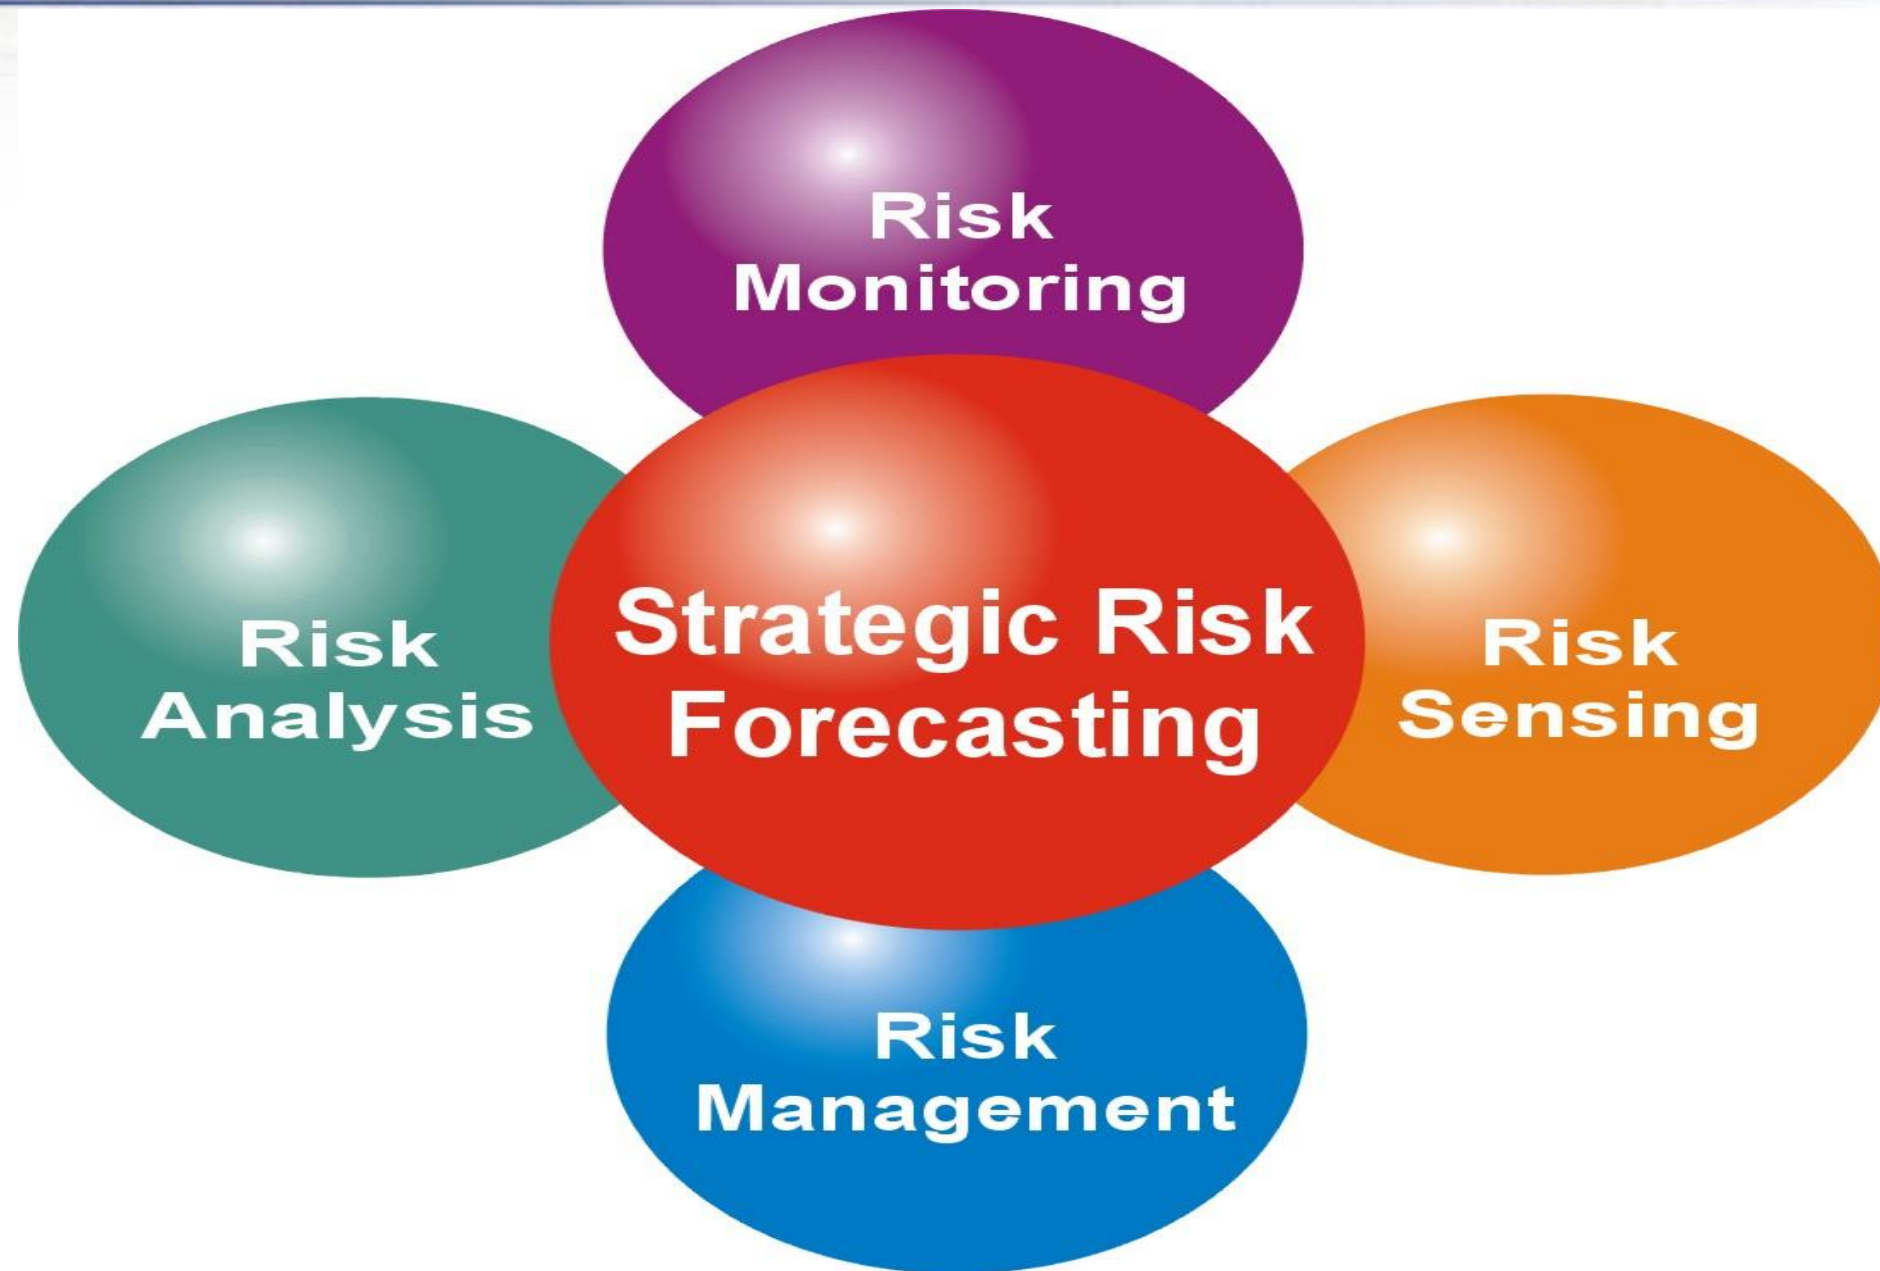 Risk
Monitoring
Risk
Analysis
Strategic Risk
Forecasting
Risk
Sensing
Risk
Management